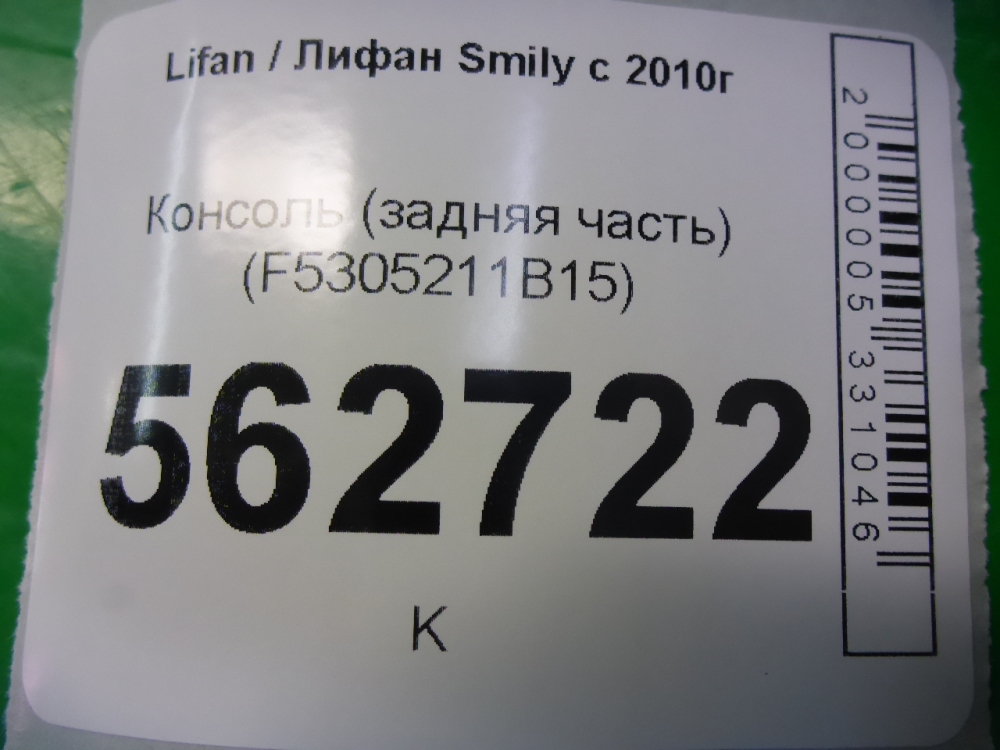 Lifan / Лифан Smily с 2010г
Консоль (задняя часть)
(F5305211B15)
562722
К
2000005331046